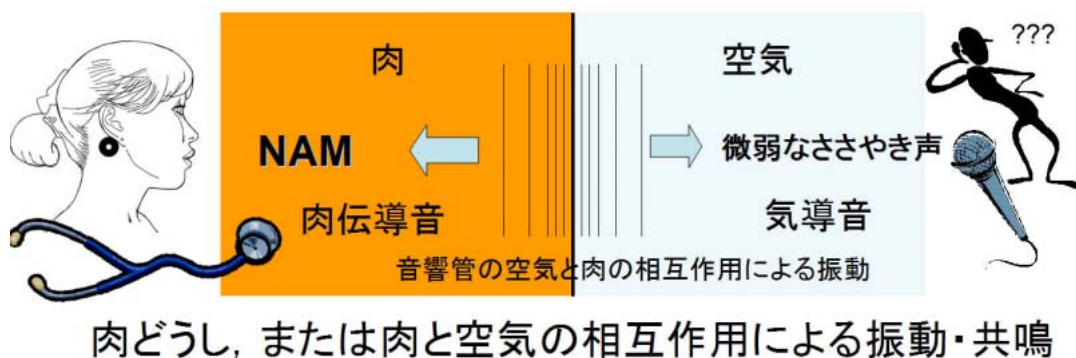 肉
空気
???
NAM
微弱なささやき声
肉伝導音
気導音
音響管の空気と肉の相互作用による振動
肉どうし，または肉と空気の相互作用による振動・共鳴